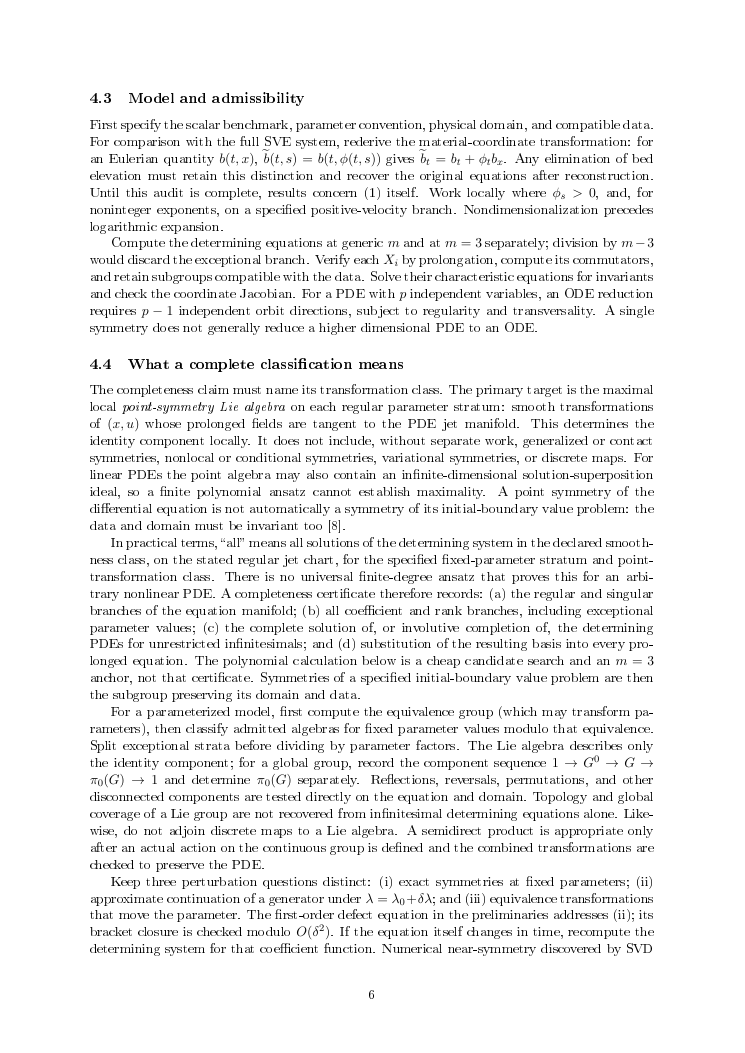 4.3 Model and admissibility
First specify the scalar benchmark, parameter convention, physical domain, and compatible data.
For comparison with the full SVE system, rederive the material-coordinate transformation: for
an Eulerian quantity b(t, x), b̃(t, s) = b(t, ϕ(t, s)) gives b̃ₜ = bₜ + ϕₜbₓ. Any elimination of bed
elevation must retain this distinction and recover the original equations after reconstruction.
Until this audit is complete, results concern (1) itself. Work locally where ϕₛ > 0, and, for
noninteger exponents, on a specified positive-velocity branch. Nondimensionalization precedes
logarithmic expansion.
Compute the determining equations at generic m and at m = 3 separately; division by m − 3
would discard the exceptional branch. Verify each Xᵢ by prolongation, compute its commutators,
and retain subgroups compatible with the data. Solve their characteristic equations for invariants
and check the coordinate Jacobian. For a PDE with p independent variables, an ODE reduction
requires p − 1 independent orbit directions, subject to regularity and transversality. A single
symmetry does not generally reduce a higher dimensional PDE to an ODE.
4.4 What a complete classification means
The completeness claim must name its transformation class. The primary target is the maximal
local point-symmetry Lie algebra on each regular parameter stratum: smooth transformations
of (x, u) whose prolonged fields are tangent to the PDE jet manifold. This determines the
identity component locally. It does not include, without separate work, generalized or contact
symmetries, nonlocal or conditional symmetries, variational symmetries, or discrete maps. For
linear PDEs the point algebra may also contain an infinite-dimensional solution-superposition
ideal, so a finite polynomial ansatz cannot establish maximality. A point symmetry of the
differential equation is not automatically a symmetry of its initial-boundary value problem: the
data and domain must be invariant too [8].
In practical terms, “all” means all solutions of the determining system in the declared smooth-
ness class, on the stated regular jet chart, for the specified fixed-parameter stratum and point-
transformation class. There is no universal finite-degree ansatz that proves this for an arbi-
trary nonlinear PDE. A completeness certificate therefore records: (a) the regular and singular
branches of the equation manifold; (b) all coefficient and rank branches, including exceptional
parameter values; (c) the complete solution of, or involutive completion of, the determining
PDEs for unrestricted infinitesimals; and (d) substitution of the resulting basis into every pro-
longed equation. The polynomial calculation below is a cheap candidate search and an m = 3
anchor, not that certificate. Symmetries of a specified initial-boundary value problem are then
the subgroup preserving its domain and data.
For a parameterized model, first compute the equivalence group (which may transform pa-
rameters), then classify admitted algebras for fixed parameter values modulo that equivalence.
Split exceptional strata before dividing by parameter factors. The Lie algebra describes only
the identity component; for a global group, record the component sequence 1 → G⁰ → G →
π₀(G) → 1 and determine π₀(G) separately. Reflections, reversals, permutations, and other
disconnected components are tested directly on the equation and domain. Topology and global
coverage of a Lie group are not recovered from infinitesimal determining equations alone. Like-
wise, do not adjoin discrete maps to a Lie algebra. A semidirect product is appropriate only
after an actual action on the continuous group is defined and the combined transformations are
checked to preserve the PDE.
Keep three perturbation questions distinct: (i) exact symmetries at fixed parameters; (ii)
approximate continuation of a generator under λ = λ₀+δλ; and (iii) equivalence transformations
that move the parameter. The first-order defect equation in the preliminaries addresses (ii); its
bracket closure is checked modulo O(δ²). If the equation itself changes in time, recompute the
determining system for that coefficient function. Numerical near-symmetry discovered by SVD
6